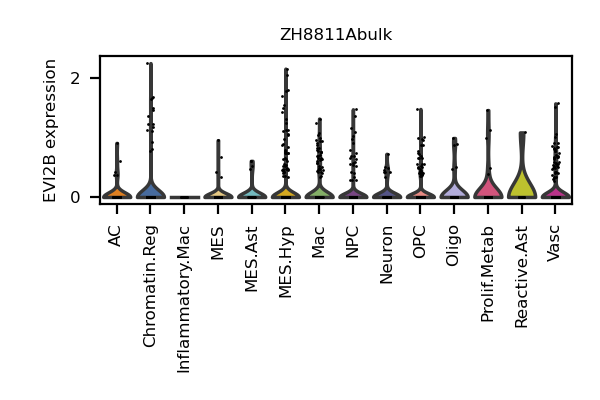 ZH8811Abulk
EVI2B expression
2
0
AC
Chromatin.Reg
Inflammatory.Mac
MES
MES.Ast
MES.Hyp
Mac
NPC
Neuron
OPC
Oligo
Prolif.Metab
Reactive.Ast
Vasc